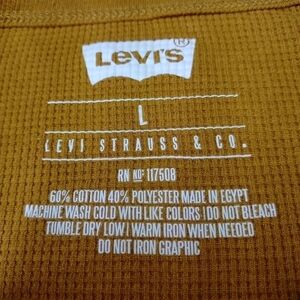 Levi's ®
L
LEVI STRAUSS & CO.
RN NO: 117508
60% COTTON 40% POLYESTER MADE IN EGYPT
MACHINE WASH COLD WITH LIKE COLORS | DO NOT BLEACH
TUMBLE DRY LOW | WARM IRON WHEN NEEDED
DO NOT IRON GRAPHIC